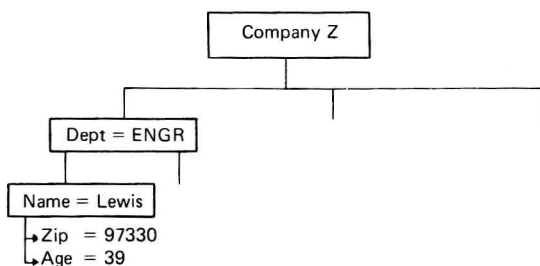 Company Z
Dept = ENGR
Name = Lewis
Zip = 97330
Age = 39